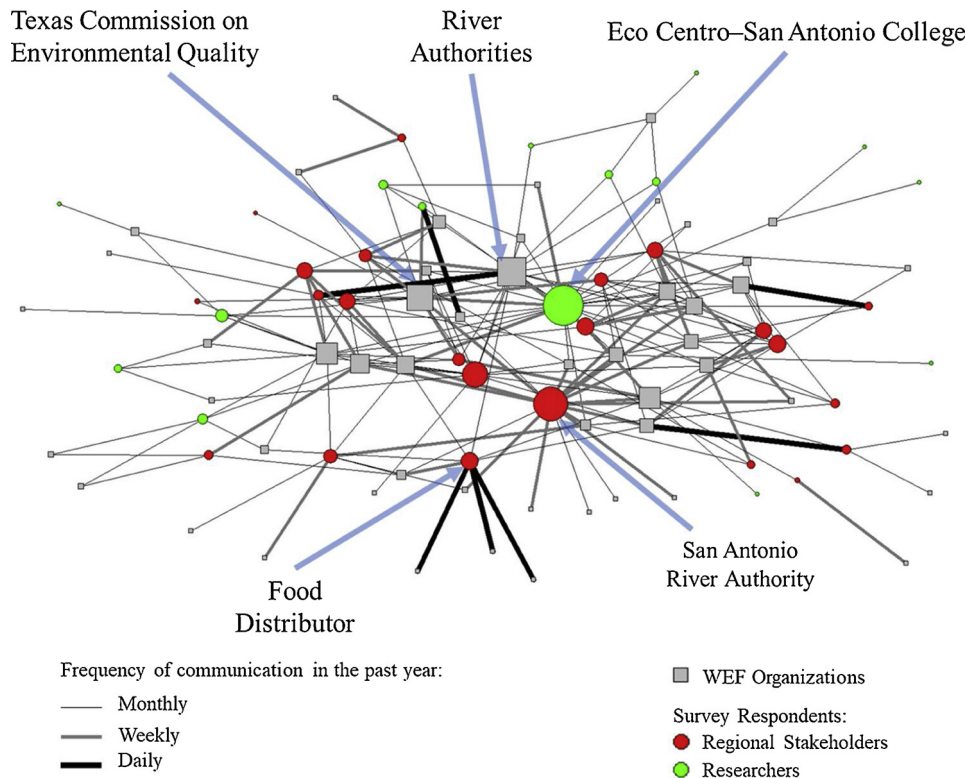 Texas Commission on
Environmental Quality
River
Authorities
Eco Centro–San Antonio College
Food
Distributor
San Antonio
River Authority
Frequency of communication in the past year:
Monthly
Weekly
Daily
WEF Organizations
Survey Respondents:
Regional Stakeholders
Researchers